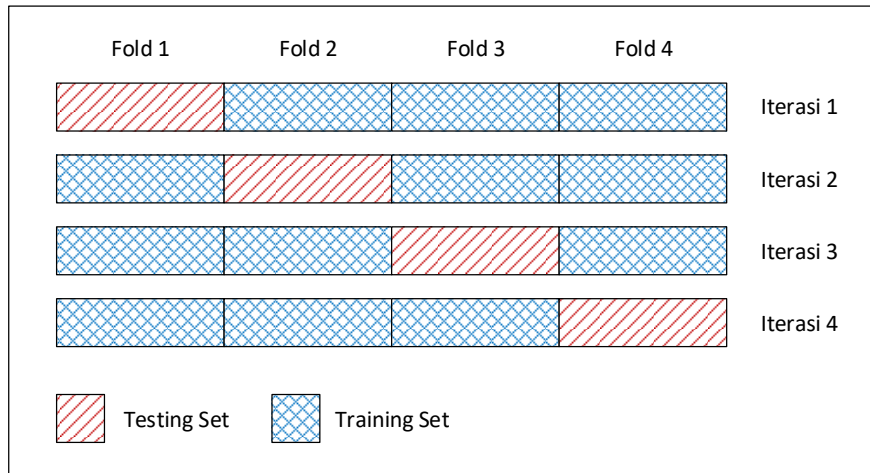 Fold 1 Fold 2 Fold 3 Fold 4
Iterasi 1
Iterasi 2
Iterasi 3
Iterasi 4
Testing Set Training Set